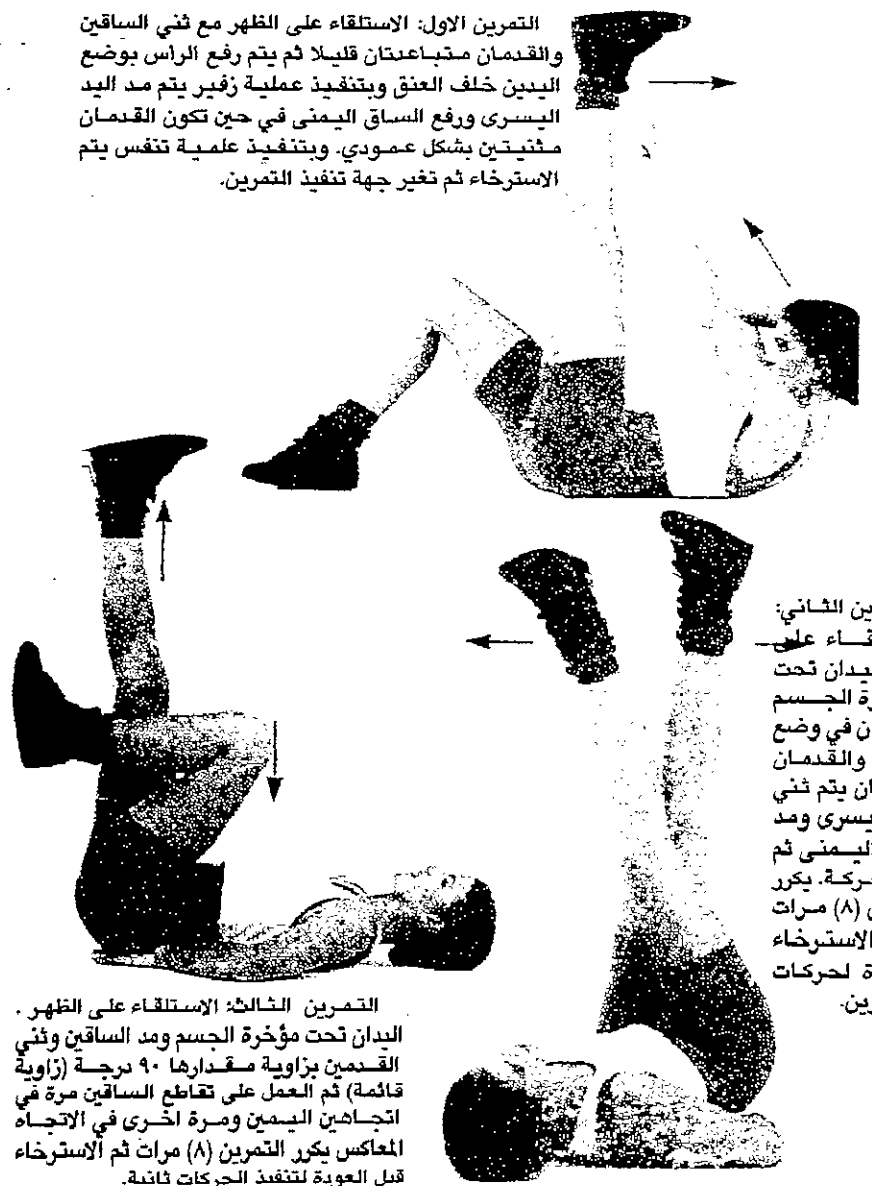 التمرين الاول: الاستلقاء على الظهر مع ثني الساقين
والقدمان متباعدتان قليلا ثم يتم رفع الراس بوضع
اليدين خلف العنق وبتنفيذ عملية زفير يتم مد اليد
اليسرى ورفع الساق اليمنى في حين تكون القدمان
مثنيتين بشكل عمودي. وبتنفيذ علمية تنفس يتم
الاسترخاء ثم تغير جهة تنفيذ التمرين.
ين الثاني:
قاء على
يدان تحت
رة الجسم
ن في وضع
والقدمان
ان يتم ثني
يسرى ومد
اليمنى ثم
حركة. يكرر
(٨) مرات
الاسترخاء
ة لحركات
رين.
التمرين الثالث: الاستلقاء على الظهر .
اليدان تحت مؤخرة الجسم ومد الساقين وثني
القدمين بزاوية مقدارها ٩٠ درجة (زاوية
قائمة) ثم العمل على تقاطع الساقين مرة في
اتجاهين اليمين ومرة اخرى في الاتجاه
المعاكس يكرر التمرين (٨) مرات ثم الاسترخاء
قبل العودة لتنفيذ الحركات ثانية.